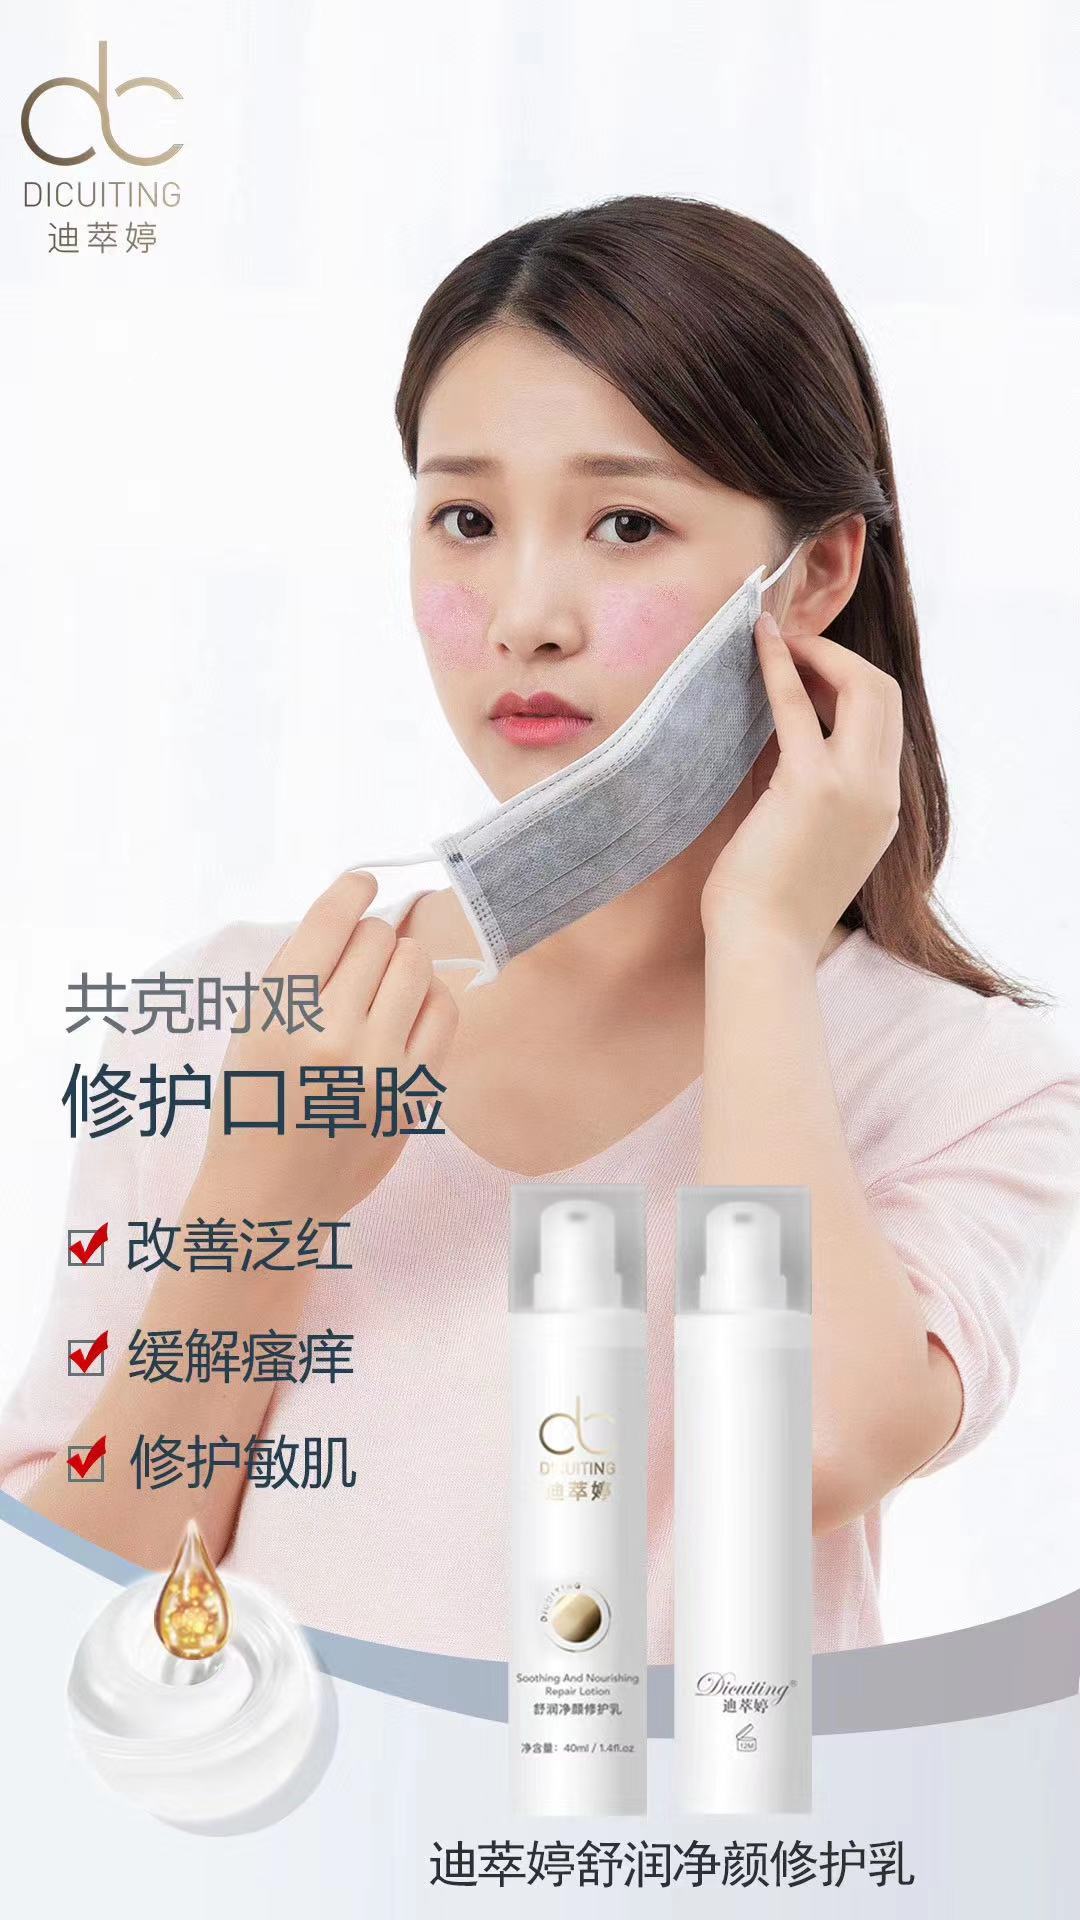 DICUITING
迪萃婷
共克时艰
修护口罩脸
改善泛红
缓解瘙痒
修护敏肌
DICUITING
迪萃婷
DICUITING
Soothing And Nourishing
Repair Lotion
舒润净颜修护乳
净含量：40ml / 1.4fl.oz
Dicuiting®
迪萃婷
12M
迪萃婷舒润净颜修护乳